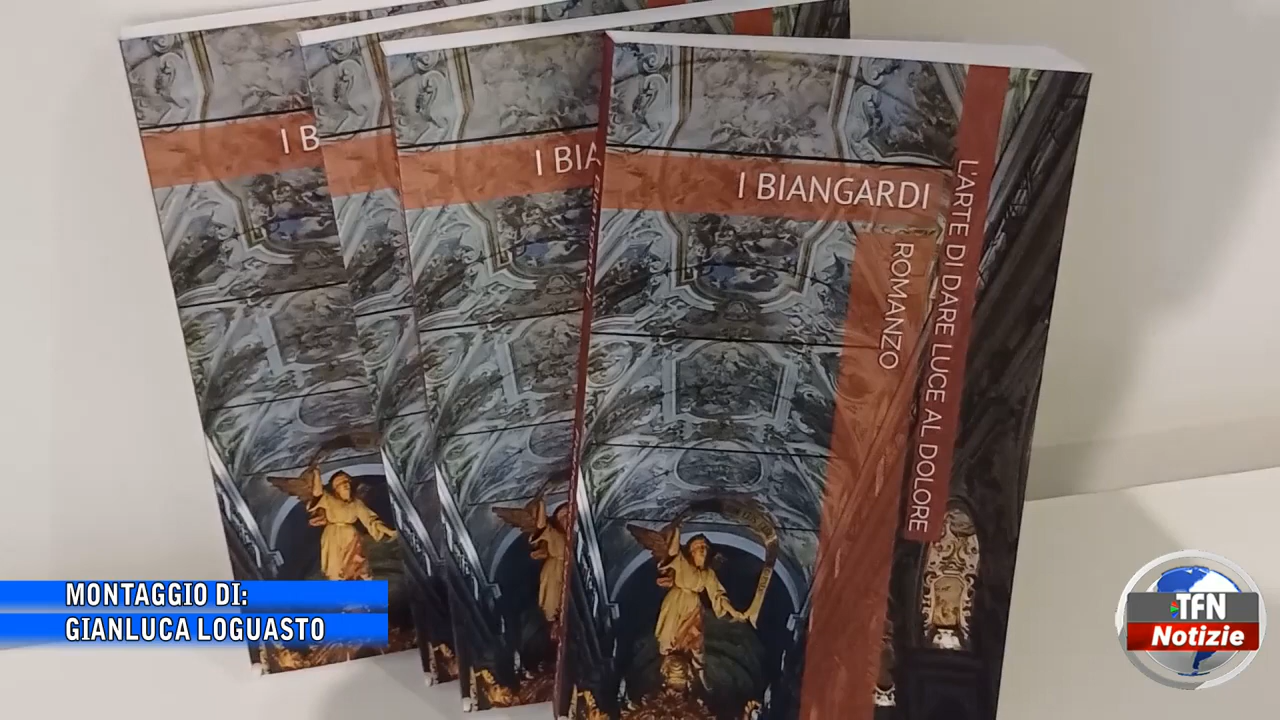 I B
I BIA
I BIANGARDI
ROMANZO
L'ARTE DI DARE LUCE AL DOLORE
MONTAGGIO DI:
GIANLUCA LOGUASTO
TFN
Notizie